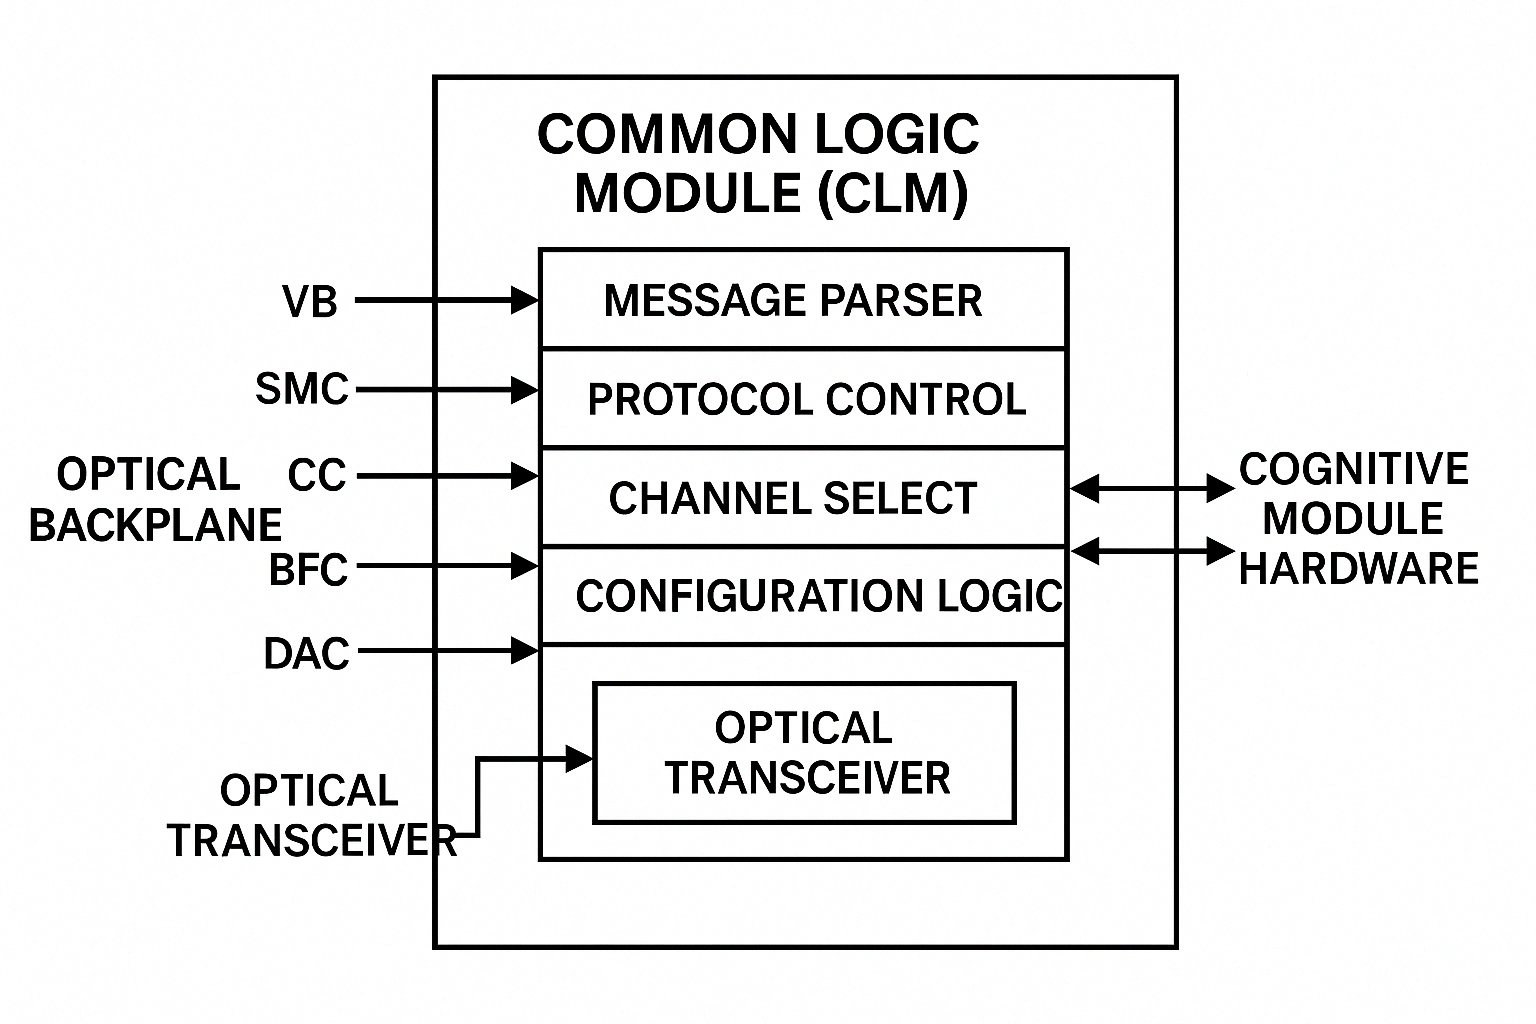 COMMON LOGIC
MODULE (CLM)
VB
MESSAGE PARSER
SMC
PROTOCOL CONTROL
OPTICAL
BACKPLANE
CC
CHANNEL SELECT
COGNITIVE
MODULE
HARDWARE
BFC
CONFIGURATION LOGIC
DAC
OPTICAL
TRANSCEIVER
OPTICAL
TRANSCEIVER